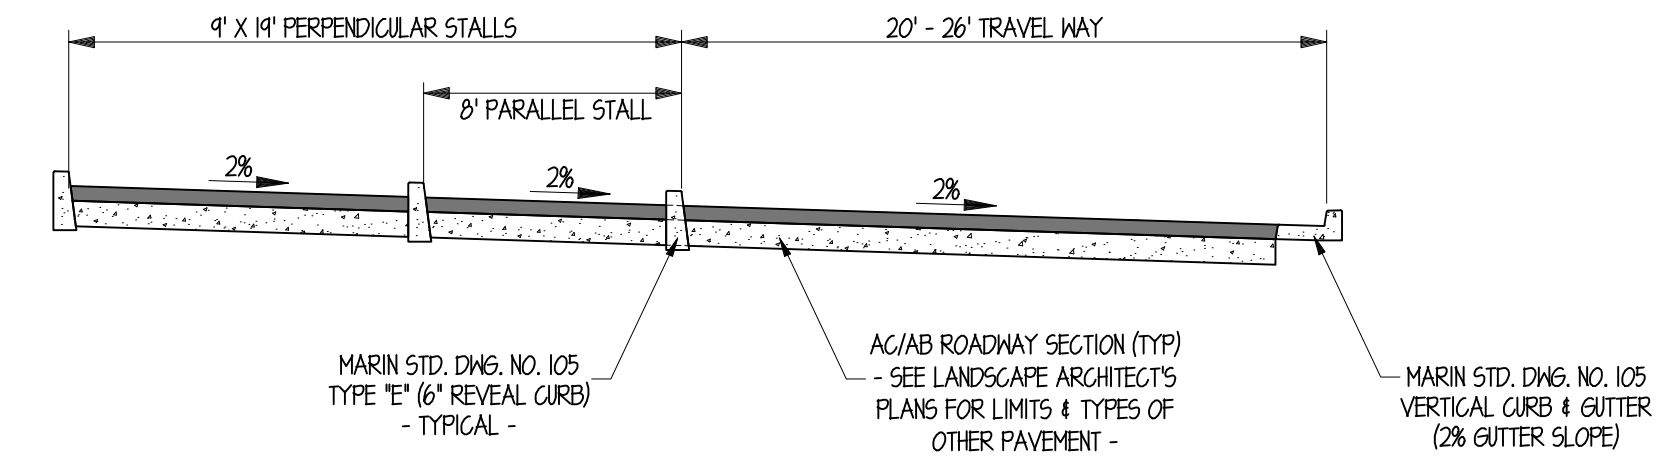 9' X 19' PERPENDICULAR STALLS
20' - 26' TRAVEL WAY
8' PARALLEL STALL
2%
2%
2%
MARIN STD. DWG. NO. 105
TYPE "E" (6" REVEAL CURB)
- TYPICAL -
AC/AB ROADWAY SECTION (TYP)
- SEE LANDSCAPE ARCHITECT'S
PLANS FOR LIMITS & TYPES OF
OTHER PAVEMENT -
MARIN STD. DWG. NO. 105
VERTICAL CURB & GUTTER
(2% GUTTER SLOPE)